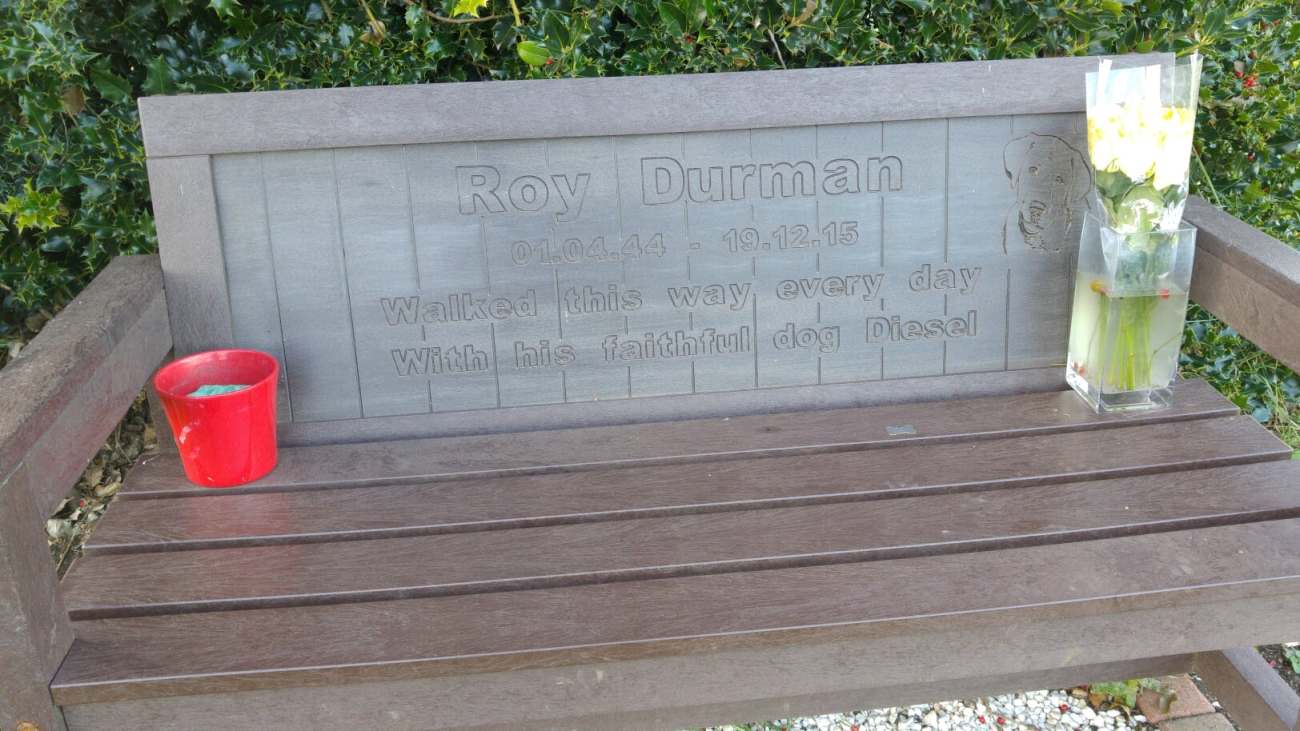 Roy Durman
01.04.44 - 19.12.15
Walked this way every day
With his faithful dog Diesel